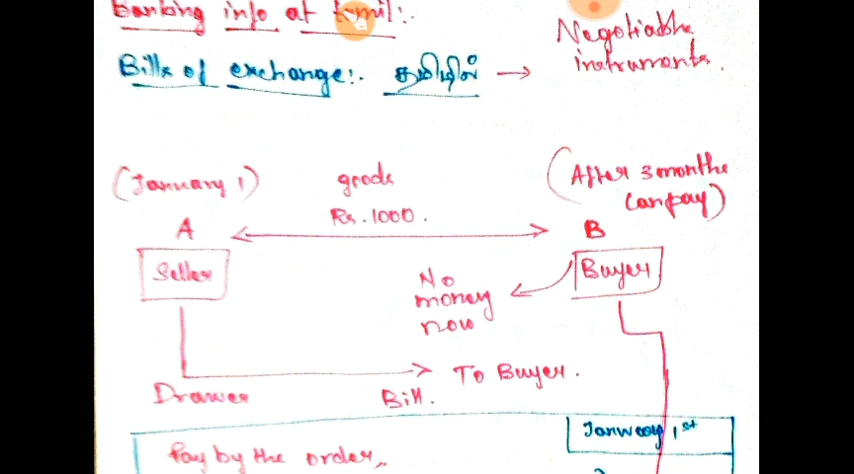 Banking info at tamil:.
Bills of exchange:. தமிழில் → Negotiable
instruments.
(January 1) goods (After 3 months
Rs. 1000. can pay)
A B
Seller Buyer
No
money
now
→ To Buyer.
Drawer Bill.
January 1st
Pay by the order,,